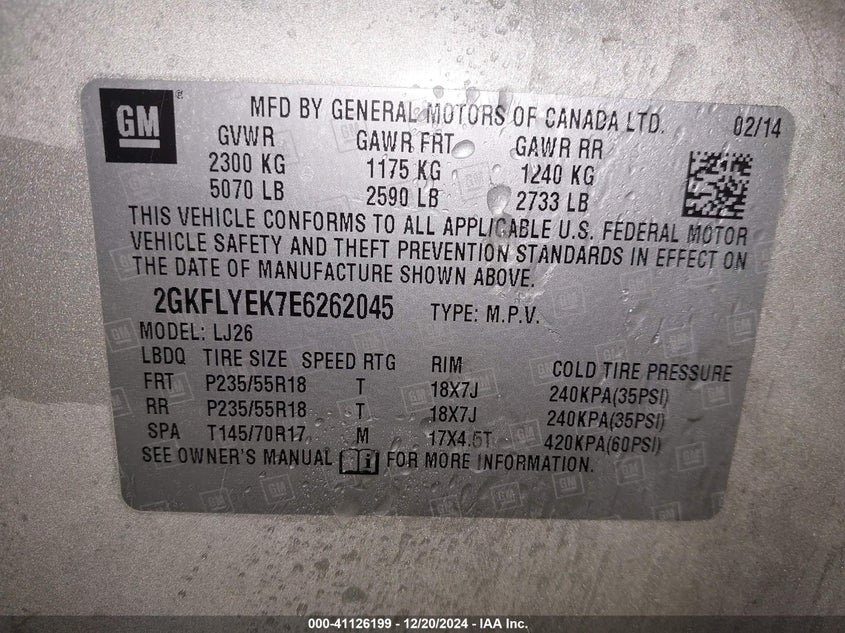 GM
MFD BY GENERAL MOTORS OF CANADA LTD. 02/14
GVWR GAWR FRT GAWR RR
2300 KG 1175 KG 1240 KG
5070 LB 2590 LB 2733 LB
THIS VEHICLE CONFORMS TO ALL APPLICABLE U.S. FEDERAL MOTOR
VEHICLE SAFETY AND THEFT PREVENTION STANDARDS IN EFFECT ON
THE DATE OF MANUFACTURE SHOWN ABOVE.
2GKFLYEK7E6262045 TYPE: M.P.V.
MODEL: LJ26
LBDQ TIRE SIZE SPEED RTG RIM COLD TIRE PRESSURE
FRT P235/55R18 T 18X7J 240KPA(35PSI)
RR P235/55R18 T 18X7J 240KPA(35PSI)
SPA T145/70R17 M 17X4.5T 420KPA(60PSI)
SEE OWNER'S MANUAL i FOR MORE INFORMATION.
000-41126199 — 12/20/2024 — IAA Inc.